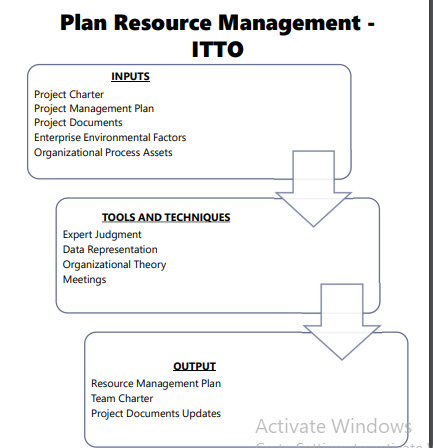 Plan Resource Management -
ITTO
INPUTS
Project Charter
Project Management Plan
Project Documents
Enterprise Environmental Factors
Organizational Process Assets
TOOLS AND TECHNIQUES
Expert Judgment
Data Representation
Organizational Theory
Meetings
OUTPUT
Resource Management Plan
Team Charter
Project Documents Updates
Activate Windows